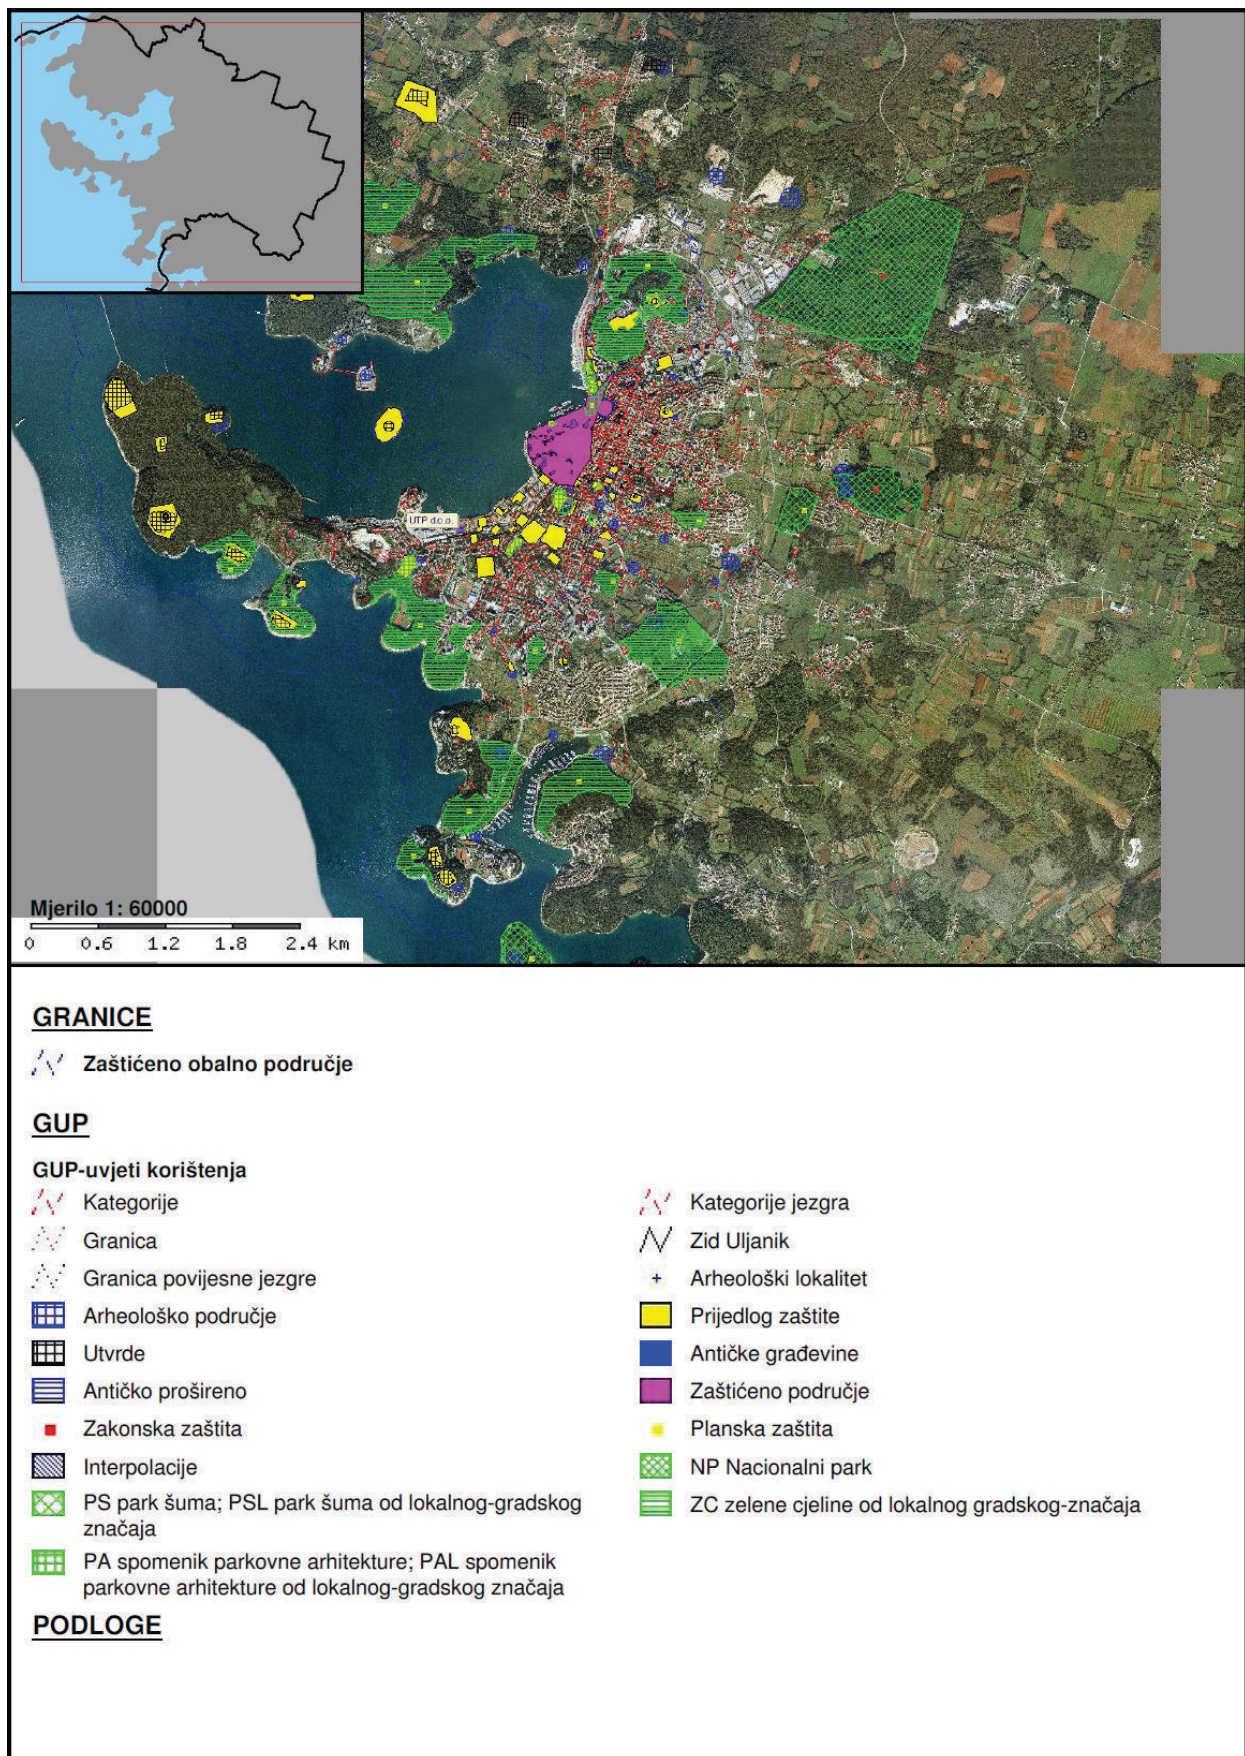 UTP d.o.o.
Mjerilo 1: 60000
0 0.6 1.2 1.8 2.4 km
GRANICE
Zaštićeno obalno područje
GUP
GUP-uvjeti korištenja
Kategorije
Granica
Granica povijesne jezgre
Arheološko područje
Utvrde
Antičko prošireno
Zakonska zaštita
Interpolacije
PS park šuma; PSL park šuma od lokalnog-gradskog
značaja
PA spomenik parkovne arhitekture; PAL spomenik
parkovne arhitekture od lokalnog-gradskog značaja
Kategorije jezgra
Zid Uljanik
Arheološki lokalitet
Prijedlog zaštite
Antičke građevine
Zaštićeno područje
Planska zaštita
NP Nacionalni park
ZC zelene cjeline od lokalnog gradskog-značaja
PODLOGE